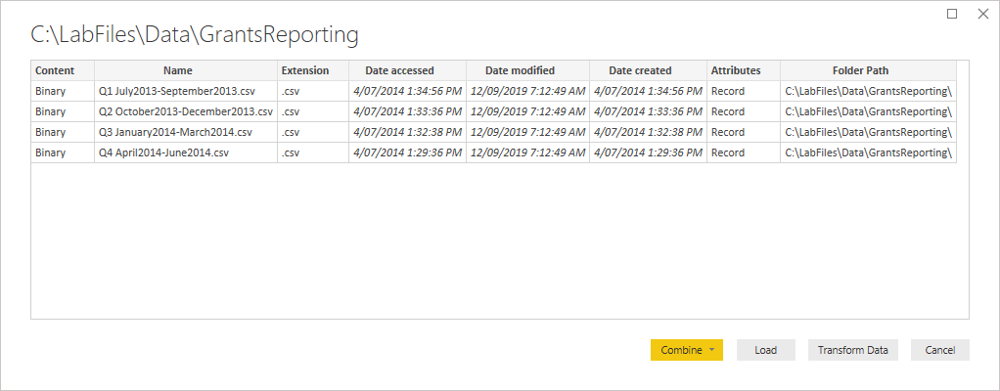 C:\LabFiles\Data\GrantsReporting
Content Name Extension Date accessed Date modified Date created Attributes Folder Path
Binary Q1 July2013-September2013.csv .csv 4/07/2014 1:34:56 PM 12/09/2019 7:12:49 AM 4/07/2014 1:34:56 PM Record C:\LabFiles\Data\GrantsReporting\
Binary Q2 October2013-December2013.csv .csv 4/07/2014 1:33:36 PM 12/09/2019 7:12:49 AM 4/07/2014 1:33:36 PM Record C:\LabFiles\Data\GrantsReporting\
Binary Q3 January2014-March2014.csv .csv 4/07/2014 1:32:38 PM 12/09/2019 7:12:49 AM 4/07/2014 1:32:38 PM Record C:\LabFiles\Data\GrantsReporting\
Binary Q4 April2014-June2014.csv .csv 4/07/2014 1:29:36 PM 12/09/2019 7:12:49 AM 4/07/2014 1:29:36 PM Record C:\LabFiles\Data\GrantsReporting\
Combine Load Transform Data Cancel